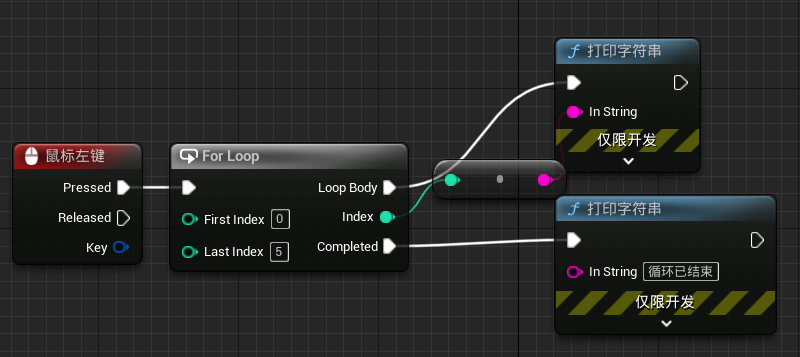 鼠标左键
Pressed
Released
Key
For Loop
First Index 0
Last Index 5
Loop Body
Index
Completed
f 打印字符串
In String
仅限开发
f 打印字符串
In String 循环已结束
仅限开发